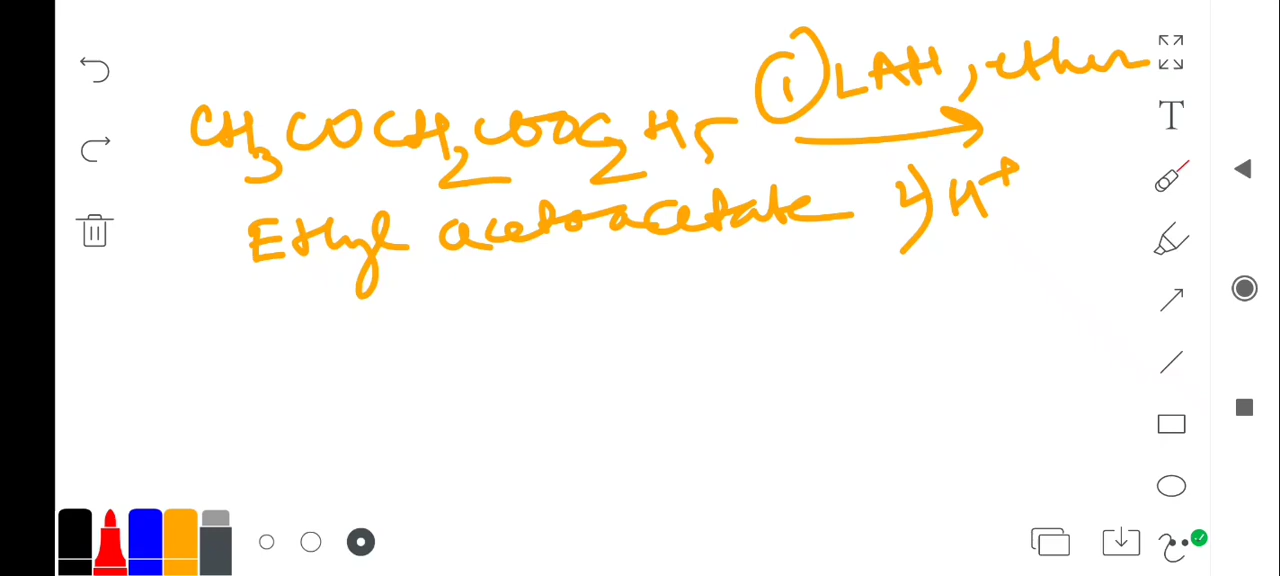 ① LAH, ether
CH3COCH2COOC2H5
Ethyl acetoacetate
2) H+
T